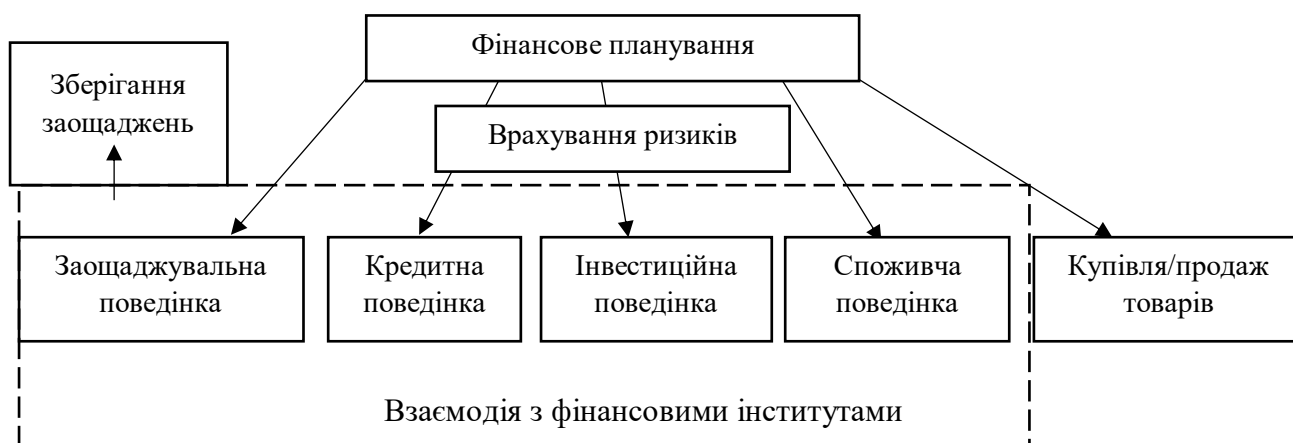 Фінансове планування
Зберігання
заощаджень
Врахування ризиків
Заощаджувальна
поведінка
Кредитна
поведінка
Інвестиційна
поведінка
Споживча
поведінка
Купівля/продаж
товарів
Взаємодія з фінансовими інститутами